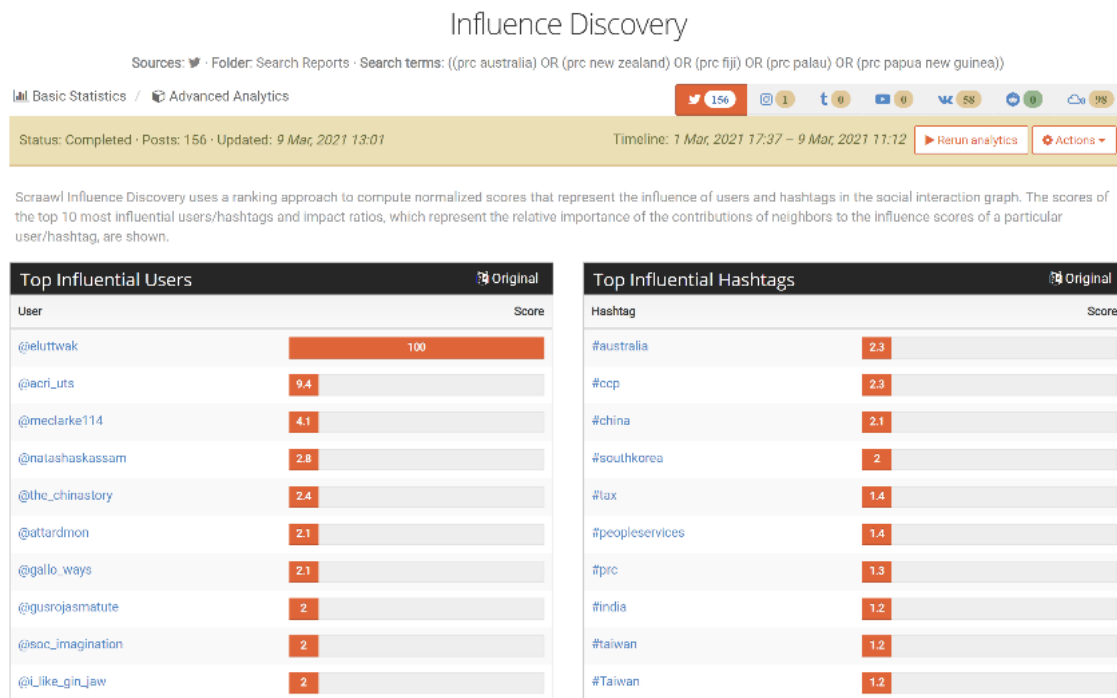 Influence Discovery
Sources: · Folder: Search Reports · Search terms: ((prc australia) OR (prc new zealand) OR (prc fiji) OR (prc palau) OR (prc papua new guinea))
Basic Statistics / Advanced Analytics
156 1 t 0 0 58 0 98
Status: Completed · Posts: 156 · Updated: 9 Mar, 2021 13:01
Timeline: 1 Mar, 2021 17:37 – 9 Mar, 2021 11:12 Rerun analytics Actions
Scraawl Influence Discovery uses a ranking approach to compute normalized scores that represent the influence of users and hashtags in the social interaction graph. The scores of
the top 10 most influential users/hashtags and impact ratios, which represent the relative importance of the contributions of neighbors to the influence scores of a particular
user/hashtag, are shown.
Top Influential Users Original
User Score
@eluttwak 100
@acri_uts 9.4
@meclarke114 4.1
@natashaskassam 2.8
@the_chinastory 2.4
@attardmon 2.1
@gallo_ways 2.1
@gusrojasmatute 2
@soc_imagination 2
@i_like_gin_jaw 2
Top Influential Hashtags Original
Hashtag Score
#australia 2.3
#ccp 2.3
#china 2.1
#southkorea 2
#tax 1.4
#peopleservices 1.4
#prc 1.3
#india 1.2
#taiwan 1.2
#Taiwan 1.2